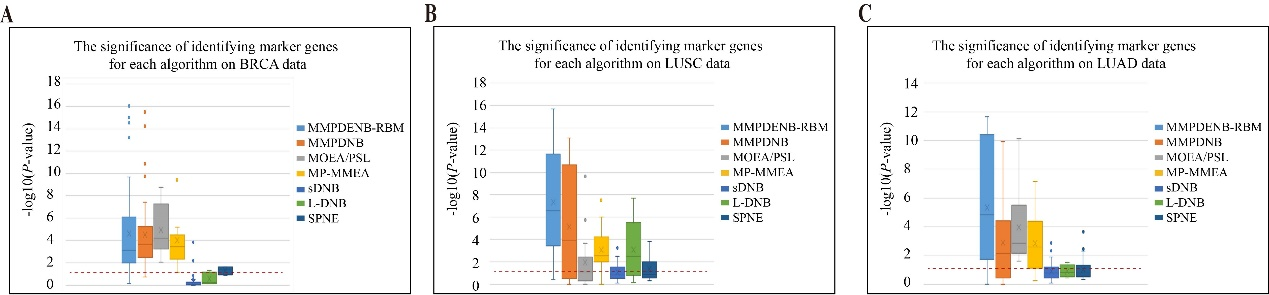 A
The significance of identifying marker genes
for each algorithm on BRCA data
-log10(P-value)
18
16
14
12
10
8
6
4
2
0
MMPDENB-RBM
MMPDNB
MOEA/PSL
MP-MMEA
sDNB
L-DNB
SPNE
B
The significance of identifying marker genes
for each algorithm on LUSC data
-log10(P-value)
18
16
14
12
10
8
6
4
2
0
MMPDENB-RBM
MMPDNB
MOEA/PSL
MP-MMEA
sDNB
L-DNB
SPNE
C
The significance of identifying marker genes
for each algorithm on LUAD data
-log10(P-value)
14
12
10
8
6
4
2
0
MMPDENB-RBM
MMPDNB
MOEA/PSL
MP-MMEA
sDNB
L-DNB
SPNE